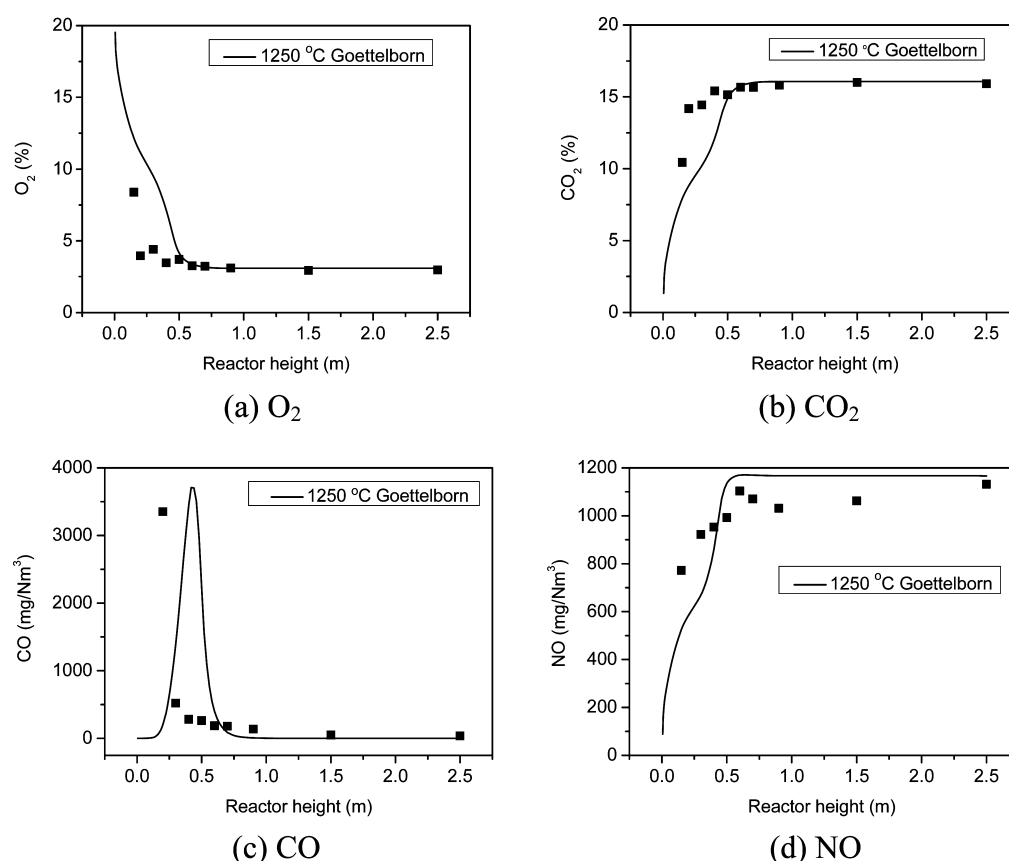 20
15
10
5
0
O₂ (%)
1250 °C Goettelborn
0.0 0.5 1.0 1.5 2.0 2.5
Reactor height (m)
(a) O₂
20
15
10
5
0
CO₂ (%)
1250 °C Goettelborn
0.0 0.5 1.0 1.5 2.0 2.5
Reactor height (m)
(b) CO₂
4000
3000
2000
1000
0
CO (mg/Nm³)
1250 °C Goettelborn
0.0 0.5 1.0 1.5 2.0 2.5
Reactor height (m)
(c) CO
1200
1000
800
600
400
200
0
NO (mg/Nm³)
1250 °C Goettelborn
0.0 0.5 1.0 1.5 2.0 2.5
Reactor height (m)
(d) NO